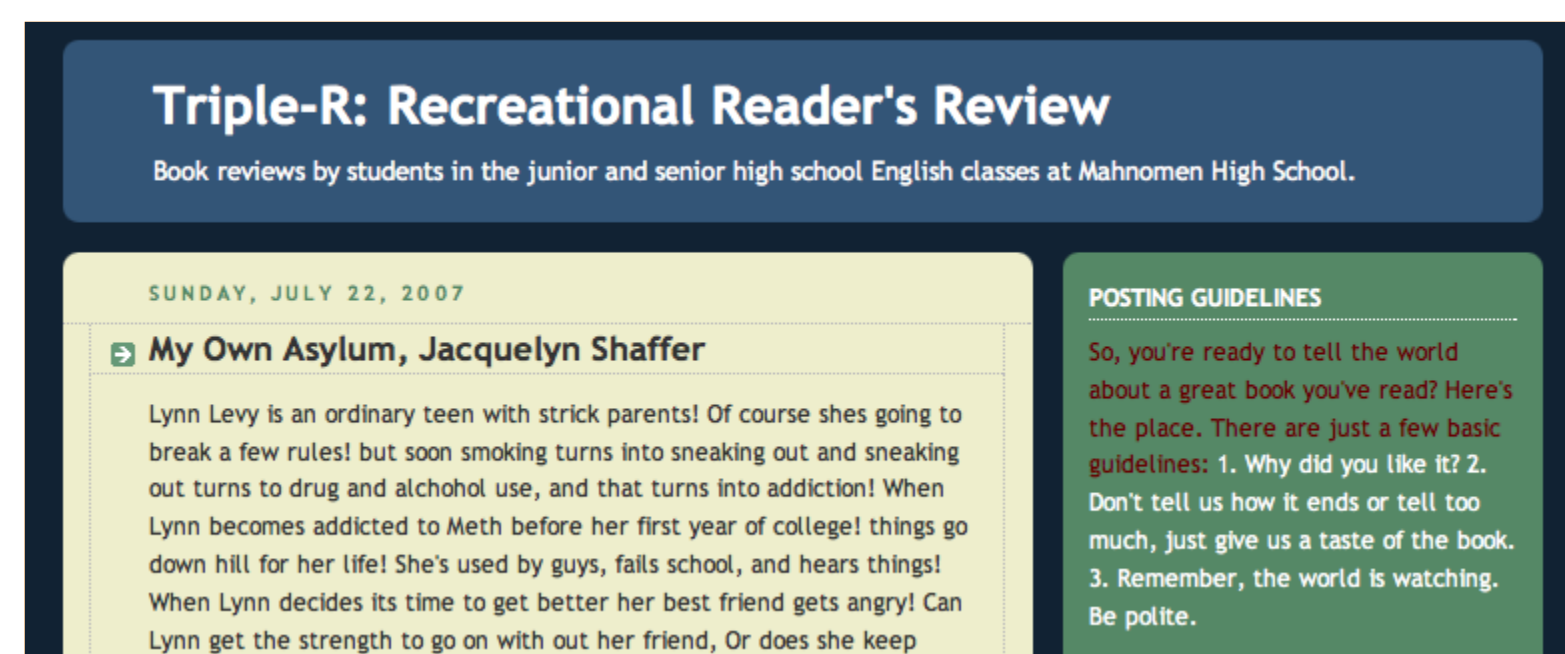 Triple-R: Recreational Reader's Review
Book reviews by students in the junior and senior high school English classes at Mahnomen High School.
SUNDAY, JULY 22, 2007
My Own Asylum, Jacquelyn Shaffer
Lynn Levy is an ordinary teen with strick parents! Of course shes going to
break a few rules! but soon smoking turns into sneaking out and sneaking
out turns to drug and alchohol use, and that turns into addiction! When
Lynn becomes addicted to Meth before her first year of college! things go
down hill for her life! She's used by guys, fails school, and hears things!
When Lynn decides its time to get better her best friend gets angry! Can
Lynn get the strength to go on with out her friend, Or does she keep
POSTING GUIDELINES
So, you're ready to tell the world
about a great book you've read? Here's
the place. There are just a few basic
guidelines: 1. Why did you like it? 2.
Don't tell us how it ends or tell too
much, just give us a taste of the book.
3. Remember, the world is watching.
Be polite.